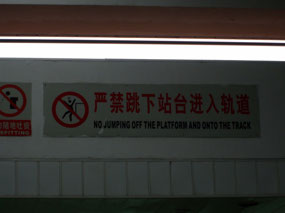 严禁跳下站台进入轨道
NO JUMPING OFF THE PLATFORM AND ONTO THE TRACK
SPITTING